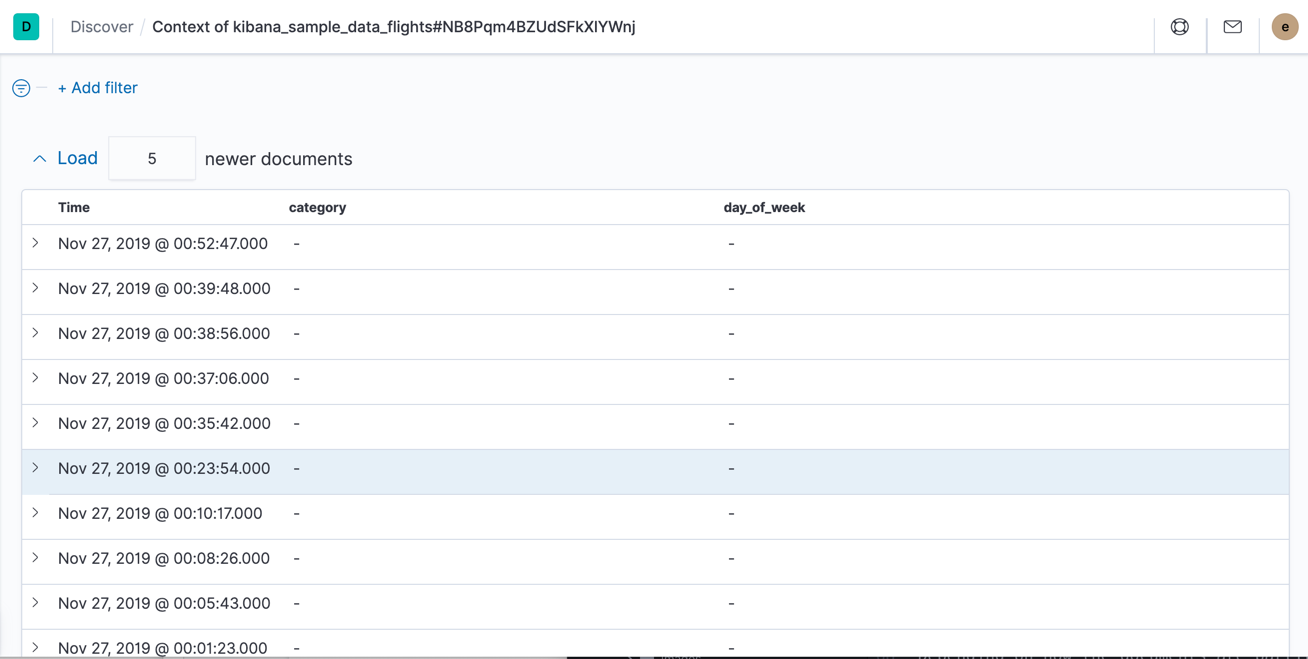 D Discover / Context of kibana_sample_data_flights#NB8Pqm4BZUdSFkXlYWnj e
+ Add filter
Load 5 newer documents
Time category day_of_week
Nov 27, 2019 @ 00:52:47.000 - -
Nov 27, 2019 @ 00:39:48.000 - -
Nov 27, 2019 @ 00:38:56.000 - -
Nov 27, 2019 @ 00:37:06.000 - -
Nov 27, 2019 @ 00:35:42.000 - -
Nov 27, 2019 @ 00:23:54.000 - -
Nov 27, 2019 @ 00:10:17.000 - -
Nov 27, 2019 @ 00:08:26.000 - -
Nov 27, 2019 @ 00:05:43.000 - -
Nov 27, 2019 @ 00:01:23.000 - -